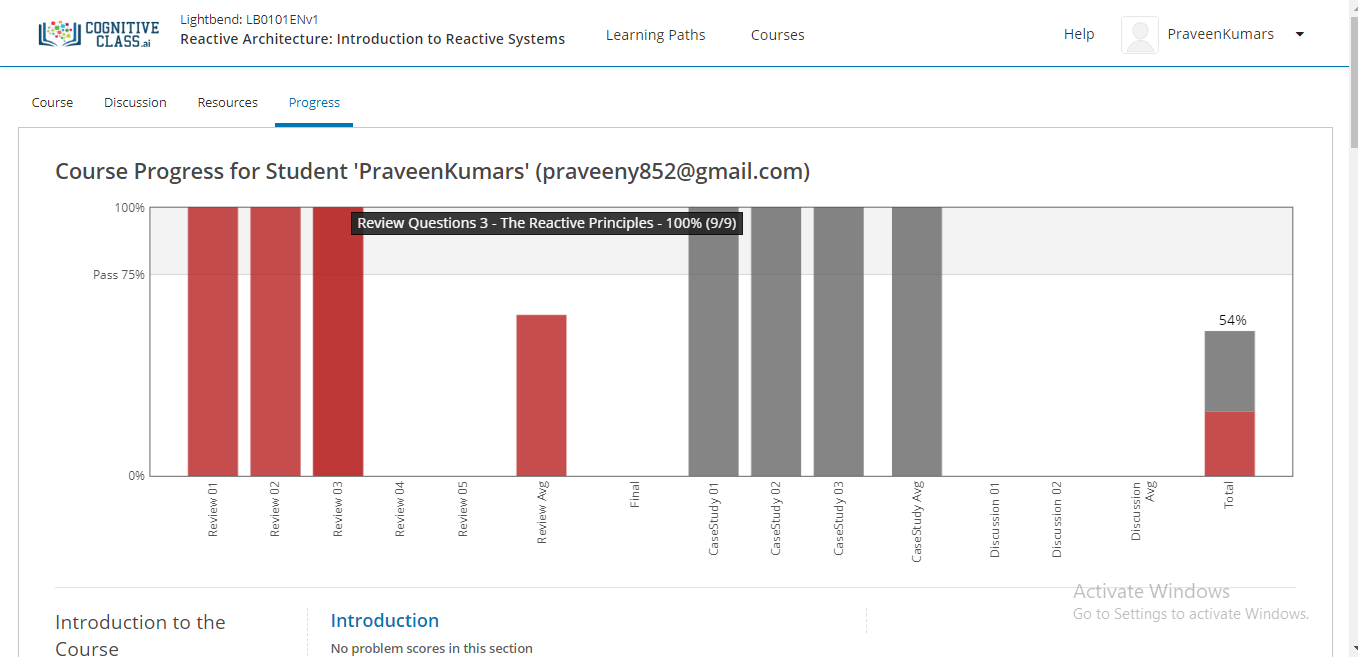 COGNITIVE
CLASS.ai
Lightbend: LB0101ENv1
Reactive Architecture: Introduction to Reactive Systems
Learning Paths
Courses
Help
PraveenKumars
Course
Discussion
Resources
Progress
Course Progress for Student 'PraveenKumars' (praveeny852@gmail.com)
100%
Review Questions 3 - The Reactive Principles - 100% (9/9)
Pass 75%
54%
0%
Review 01
Review 02
Review 03
Review 04
Review 05
Review Avg
Final
CaseStudy 01
CaseStudy 02
CaseStudy 03
CaseStudy Avg
Discussion 01
Discussion 02
Discussion
Avg
Total
Activate Windows
Go to Settings to activate Windows.
Introduction to the
Course
Introduction
No problem scores in this section